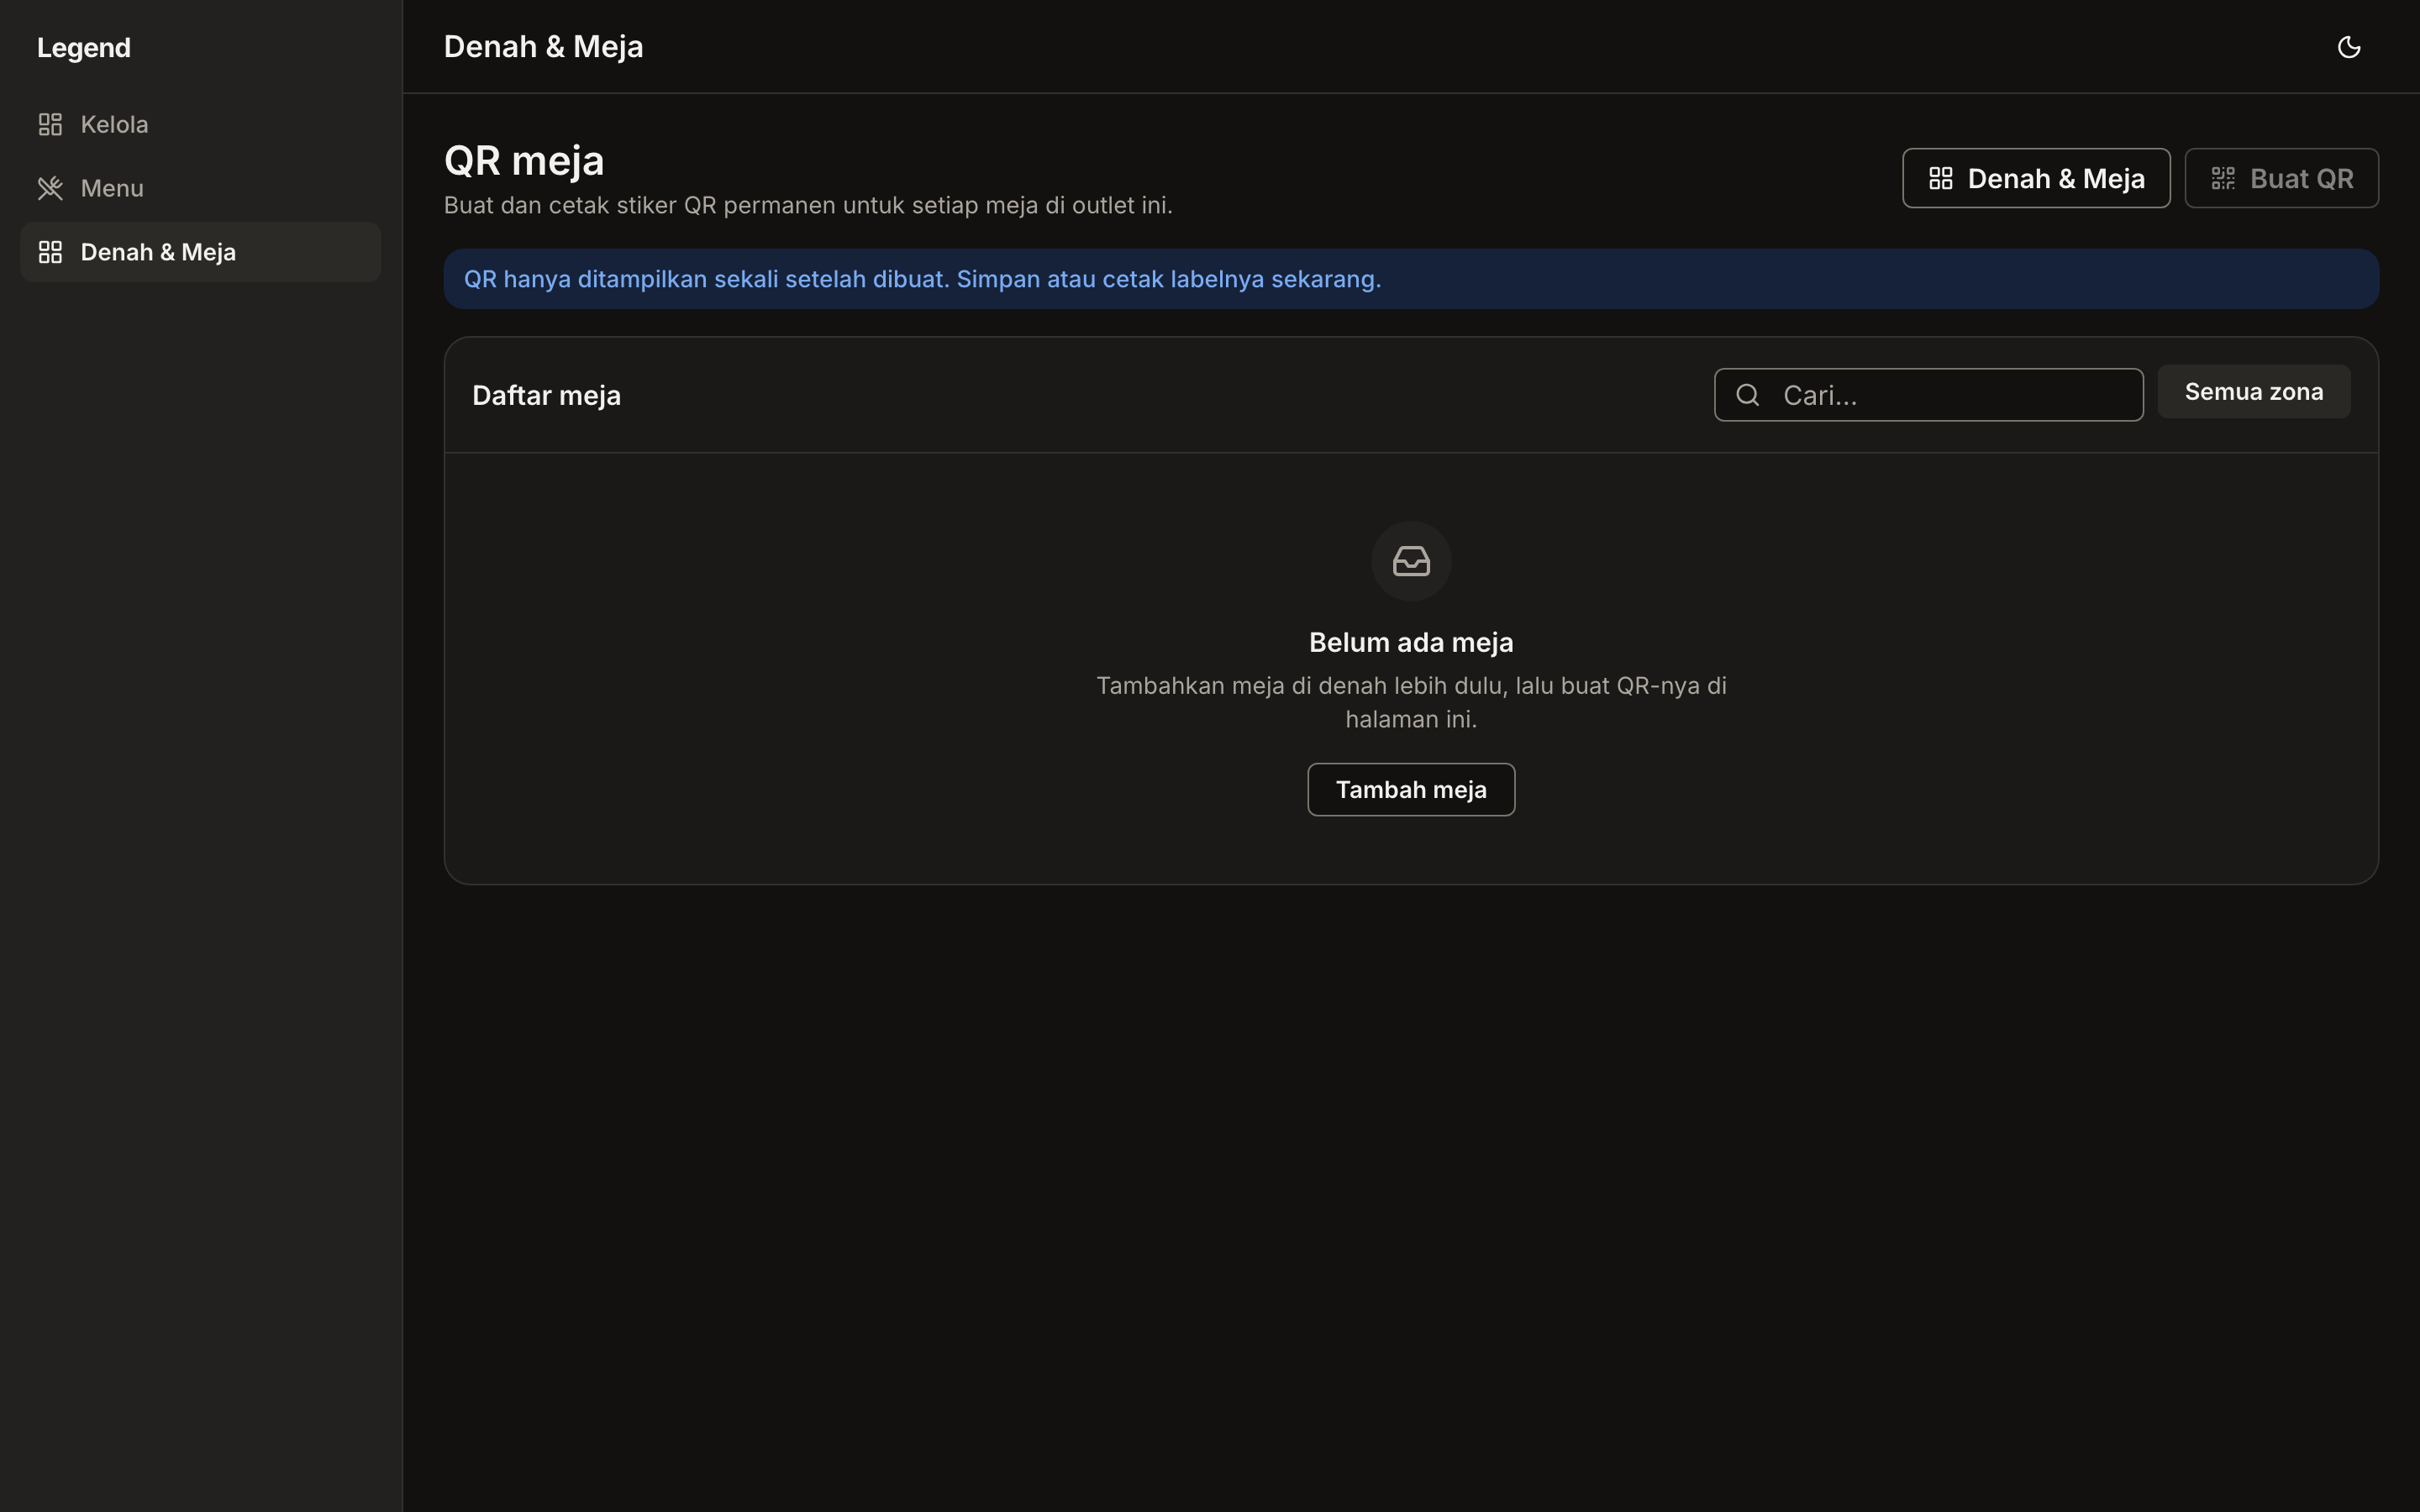 Legend
Kelola
Menu
Denah & Meja
Denah & Meja
QR meja
Buat dan cetak stiker QR permanen untuk setiap meja di outlet ini.
Denah & Meja
Buat QR
QR hanya ditampilkan sekali setelah dibuat. Simpan atau cetak labelnya sekarang.
Daftar meja
Cari...
Semua zona
Belum ada meja
Tambahkan meja di denah lebih dulu, lalu buat QR-nya di
halaman ini.
Tambah meja